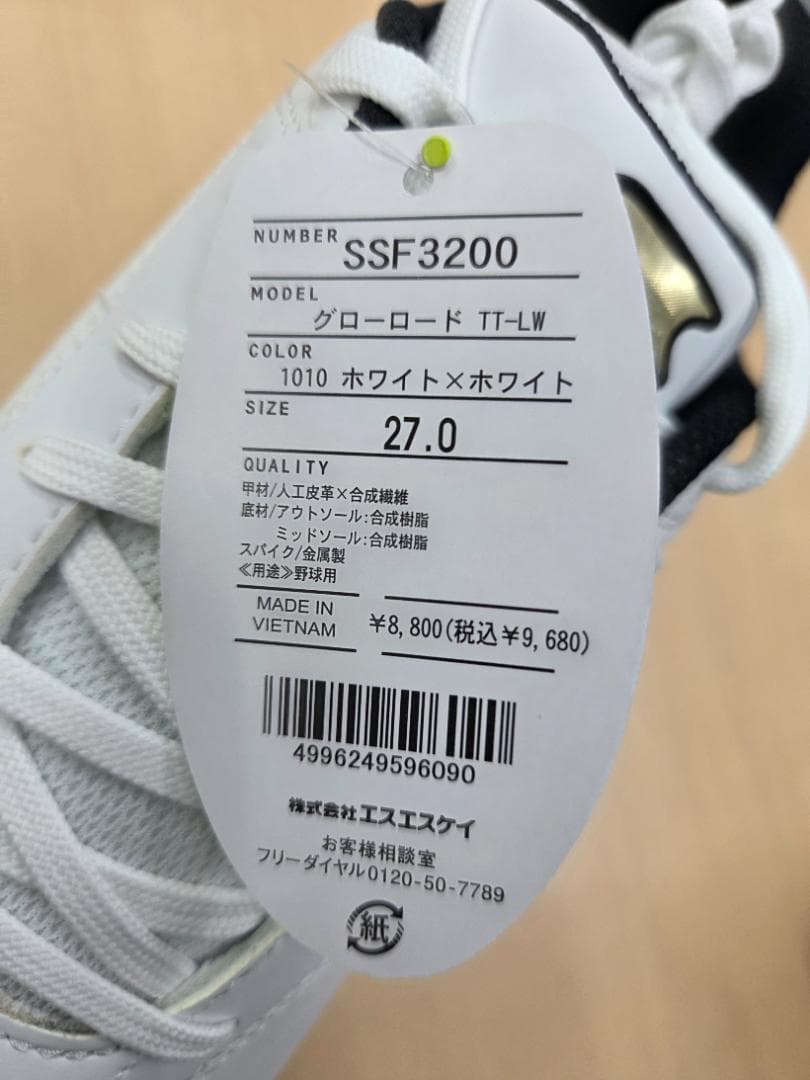 NUMBER SSF3200
MODEL
グローロード TT-LW
COLOR
1010 ホワイト×ホワイト
SIZE
27.0
QUALITY
甲材/人工皮革×合成繊維
底材/アウトソール:合成樹脂
ミッドソール:合成樹脂
スパイク/金属製
≪用途≫野球用
MADE IN
VIETNAM
¥8,800(税込¥9,680)
4996249596090
株式会社エスエスケイ
お客様相談室
フリーダイヤル0120-50-7789
紙